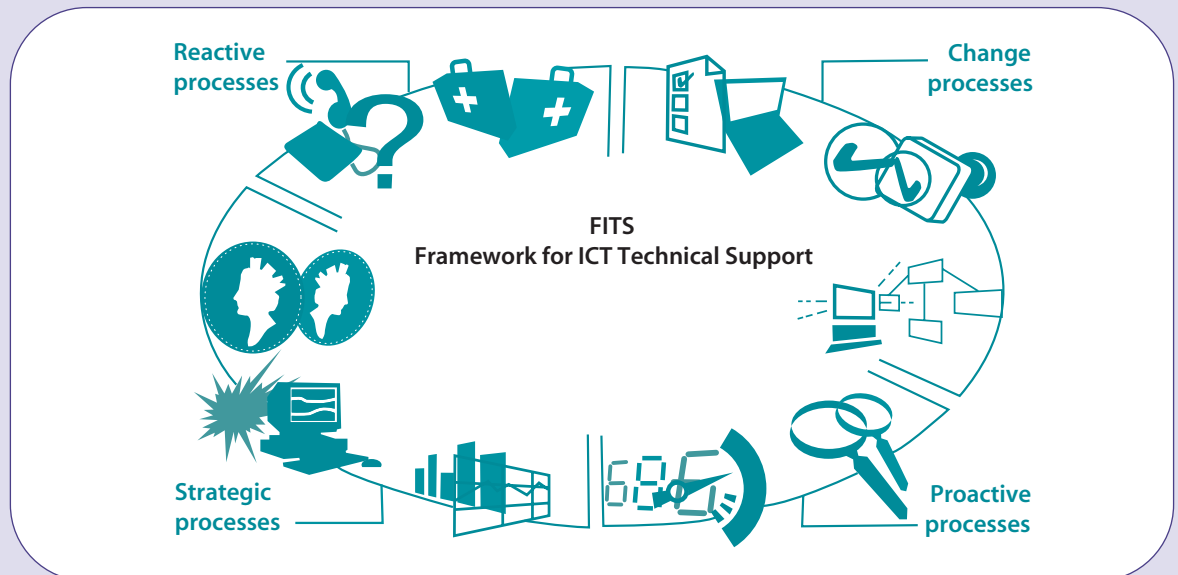 Reactive
processes
Change
processes
FITS
Framework for ICT Technical Support
Strategic
processes
Proactive
processes